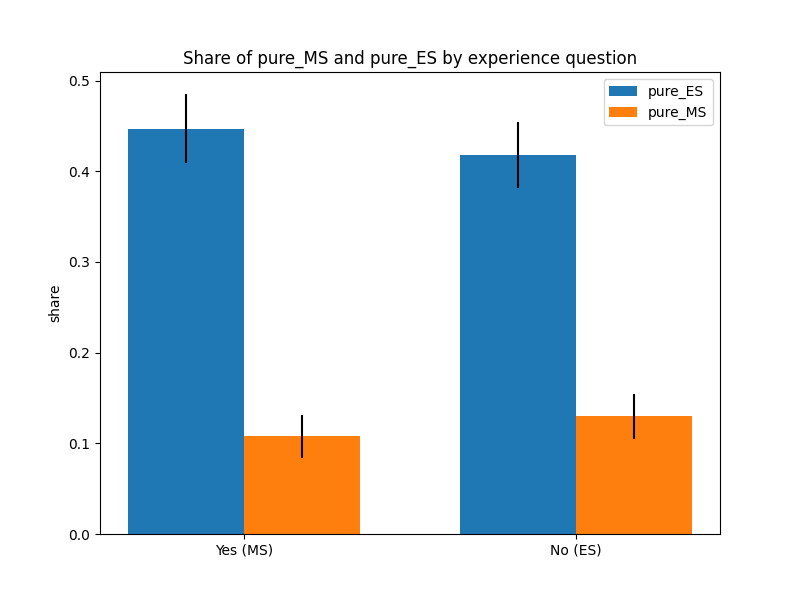 Share of pure_MS and pure_ES by experience question
pure_ES
pure_MS
share
0.5
0.4
0.3
0.2
0.1
0.0
Yes (MS)
No (ES)